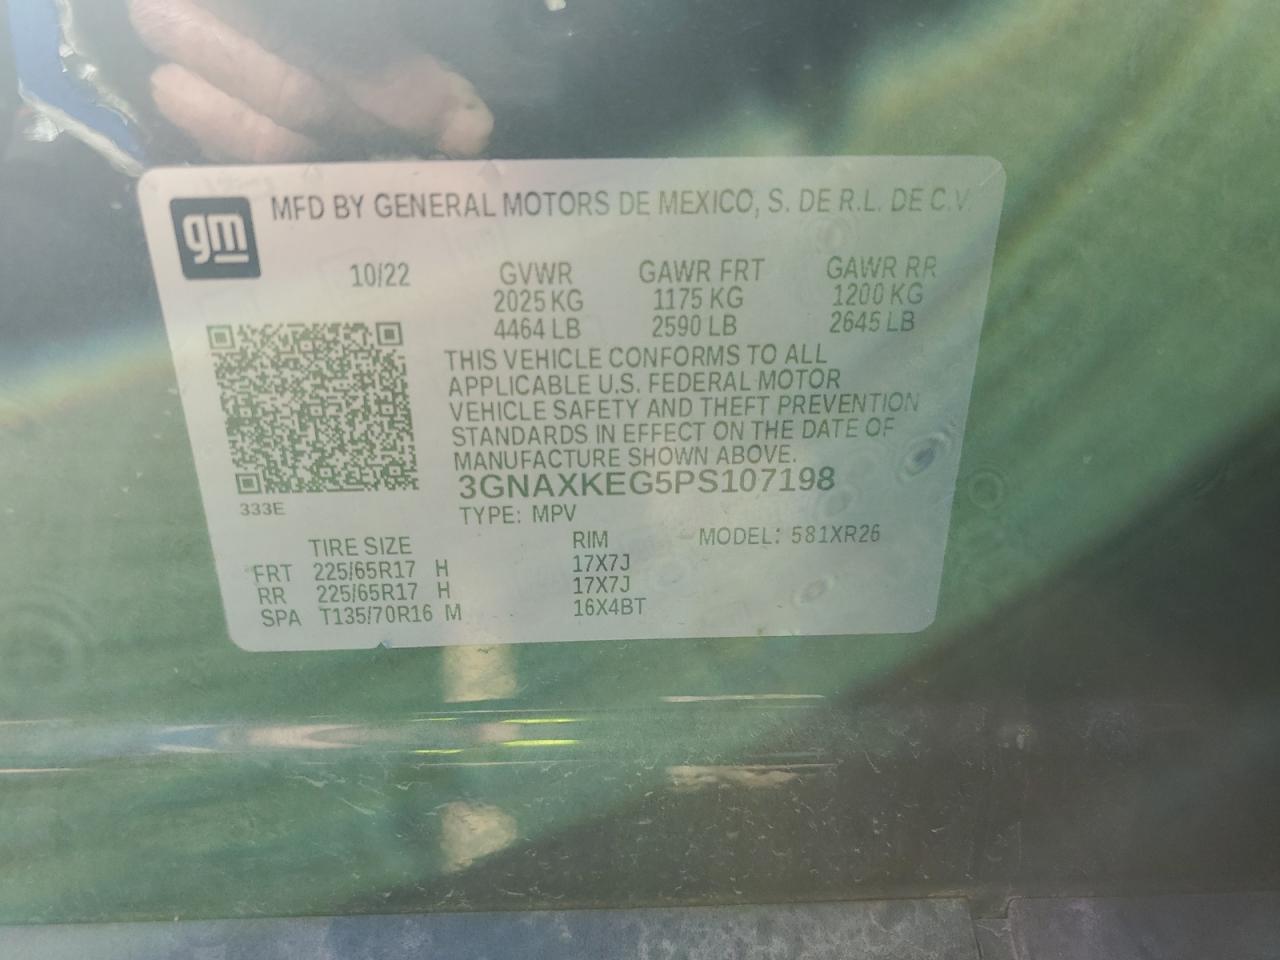 gm
MFD BY GENERAL MOTORS DE MEXICO, S. DE R.L. DE C.V.
10/22 GVWR GAWR FRT GAWR RR
2025 KG 1175 KG 1200 KG
4464 LB 2590 LB 2645 LB
THIS VEHICLE CONFORMS TO ALL
APPLICABLE U.S. FEDERAL MOTOR
VEHICLE SAFETY AND THEFT PREVENTION
STANDARDS IN EFFECT ON THE DATE OF
MANUFACTURE SHOWN ABOVE.
3GNAXKEG5PS107198
333E
TYPE: MPV
TIRE SIZE RIM MODEL: 581XR26
FRT 225/65R17 H 17X7J
RR 225/65R17 H 17X7J
SPA T135/70R16 M 16X4BT